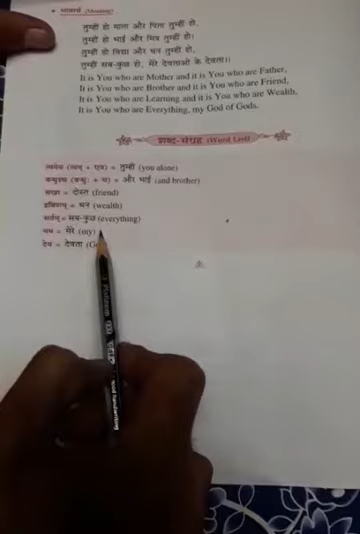 • भावार्थ (Meaning)
तुम्हीं हो माता और पिता तुम्हीं हो,
तुम्हीं हो भाई और मित्र तुम्हीं हो।
तुम्हीं हो विद्या और धन तुम्हीं हो,
तुम्हीं सब-कुछ हो, मेरे देवताओं के देवता।।
It is You who are Mother and it is You who are Father,
It is You who are Brother and it is You who are Friend,
It is You who are Learning and it is You who are Wealth,
It is You who are Everything, my God of Gods.
शब्द-संग्रह (Word List)
त्वमेव (त्वम् + एव) = तुम्हीं (you alone)
बन्धुश्च (बन्धुः + च) = और भाई (and brother)
सखा = दोस्त (friend)
द्रविणम् = धन (wealth)
सर्वम् = सब-कुछ (everything)
मम = मेरे (my)
देव = देवता
Platinum